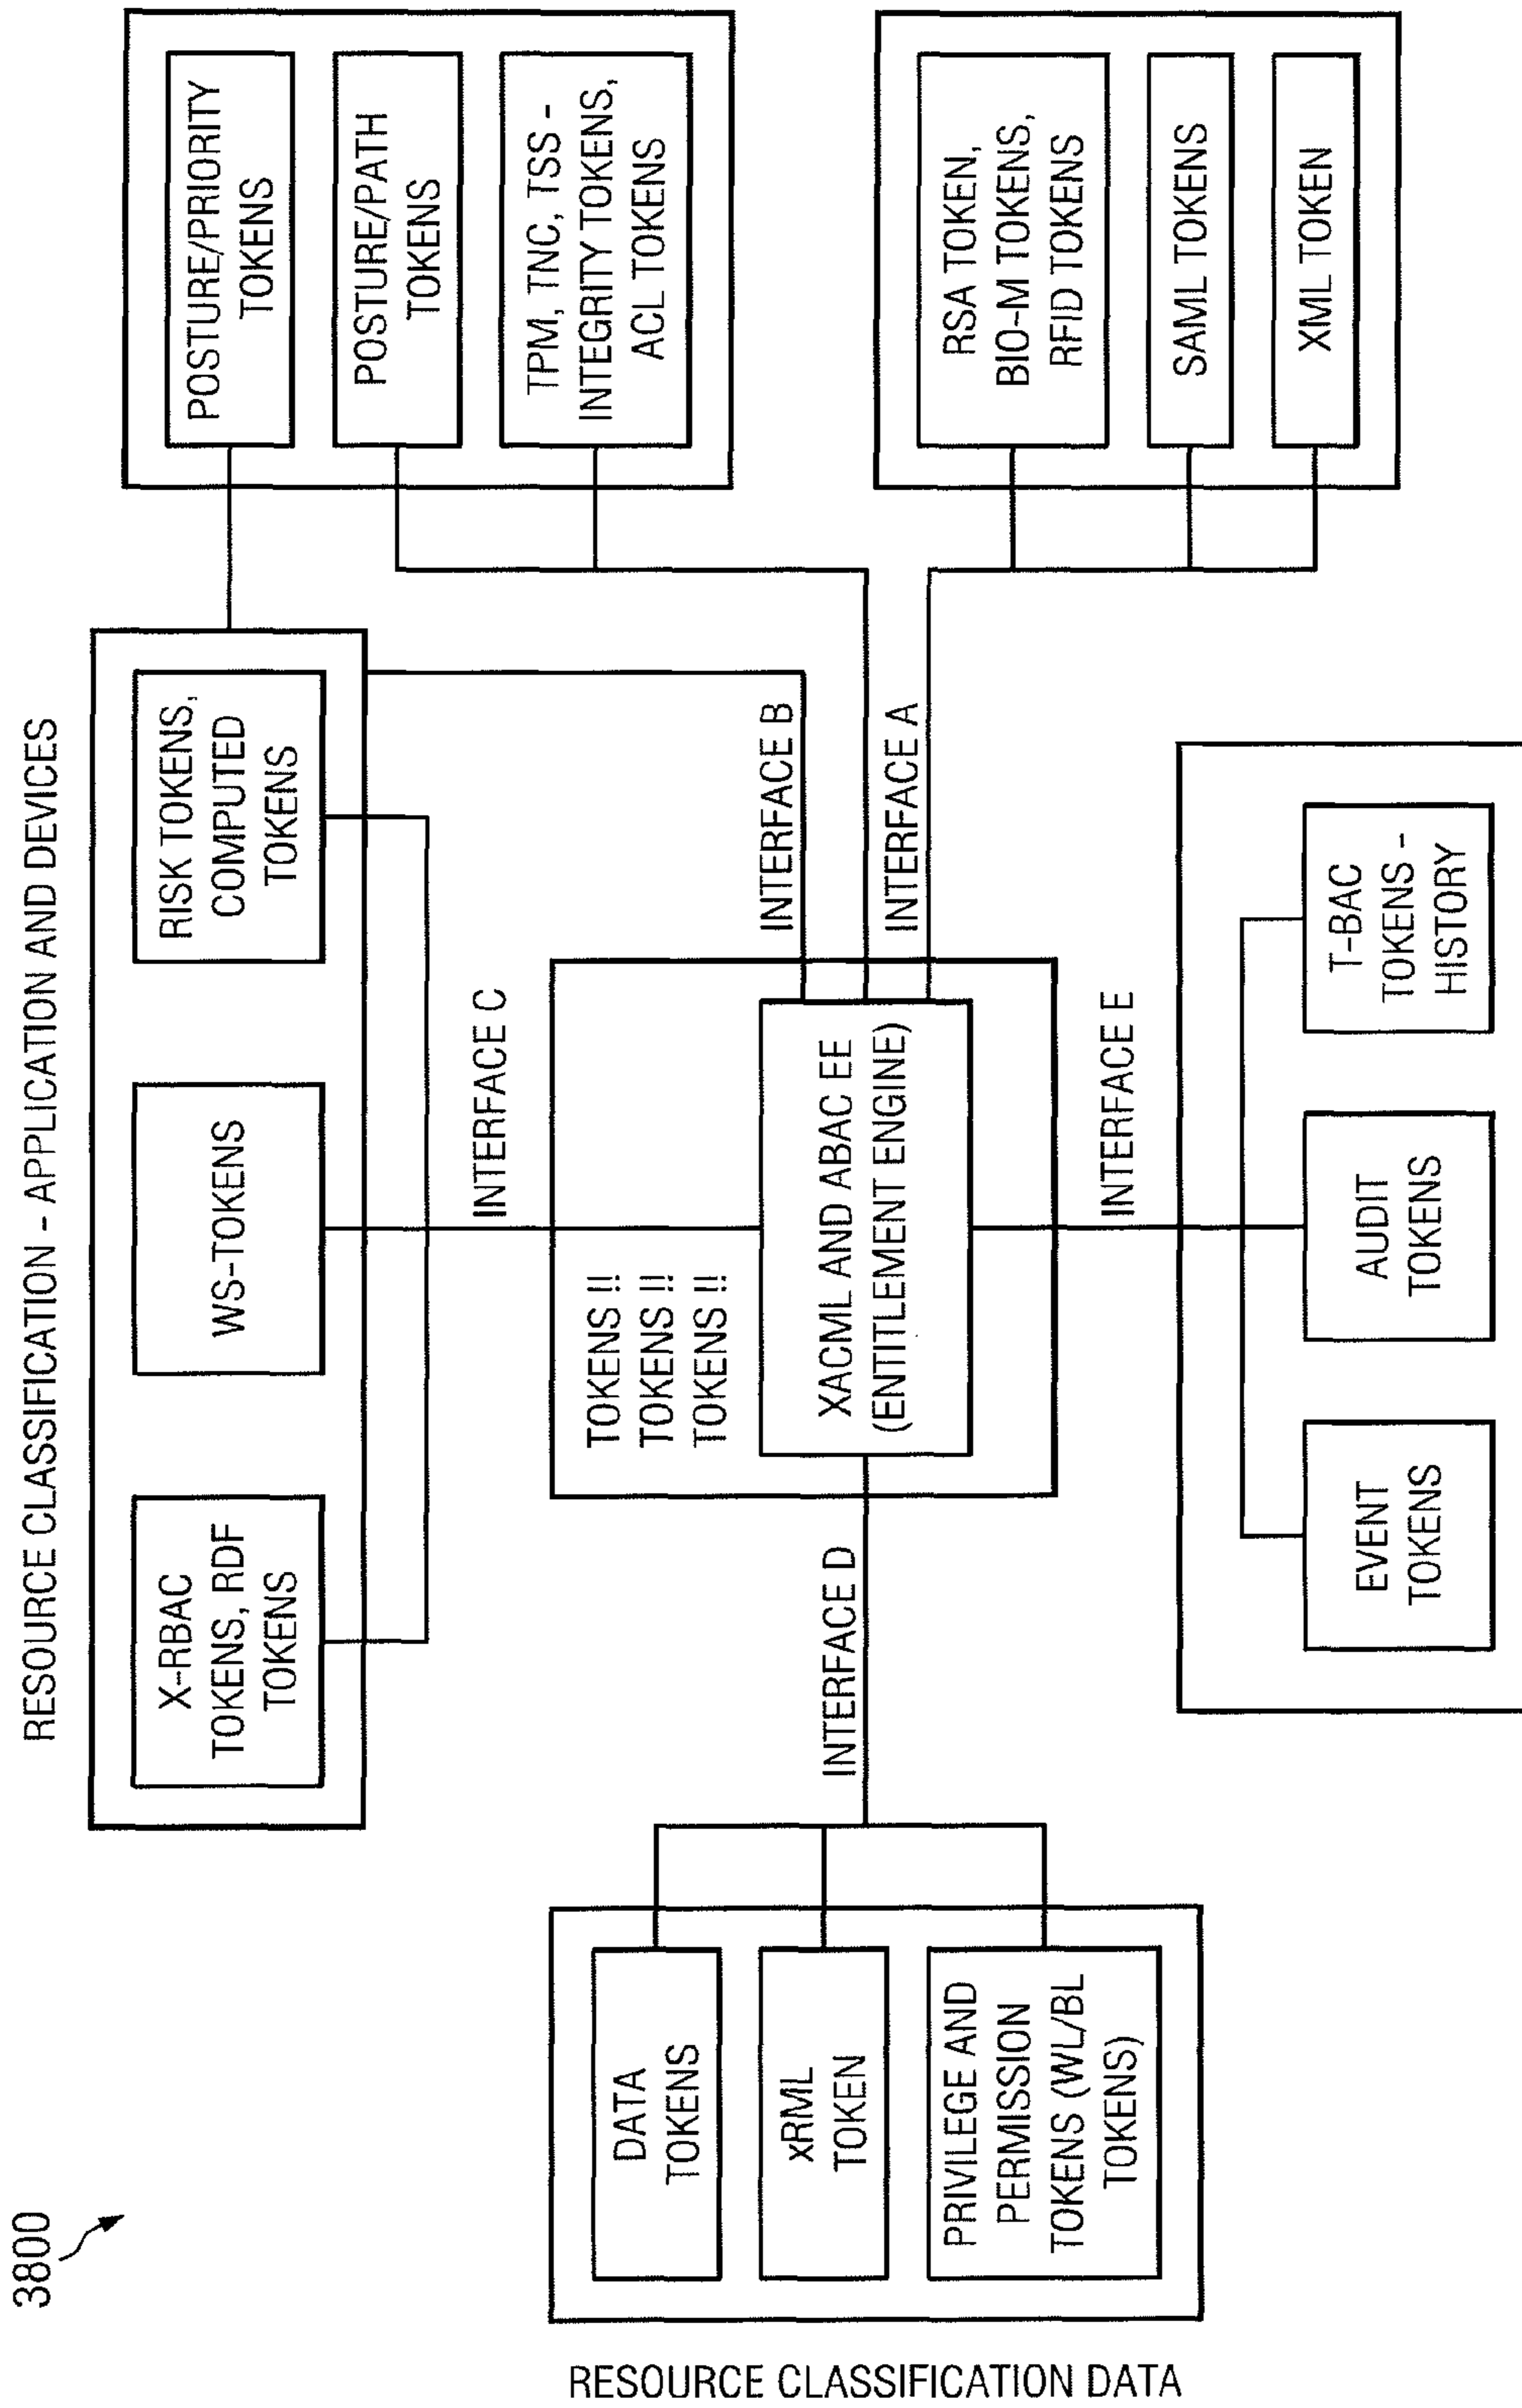 3800
RESOURCE CLASSIFICATION - APPLICATION AND DEVICES
X-RBAC
TOKENS, RDF
TOKENS
WS-TOKENS
RISK TOKENS,
COMPUTED
TOKENS
POSTURE/PRIORITY
TOKENS
POSTURE/PATH
TOKENS
TPM, TNC, TSS -
INTEGRITY TOKENS,
ACL TOKENS
INTERFACE C
INTERFACE B
INTERFACE A
TOKENS !!
TOKENS !!
TOKENS !!
XACML AND ABAC EE
(ENTITLEMENT ENGINE)
RSA TOKEN,
BIO-M TOKENS,
RFID TOKENS
SAML TOKENS
XML TOKEN
RESOURCE CLASSIFICATION DATA
DATA
TOKENS
xRML
TOKEN
PRIVILEGE AND
PERMISSION
TOKENS (WL/BL
TOKENS)
INTERFACE D
INTERFACE E
EVENT
TOKENS
AUDIT
TOKENS
T-BAC
TOKENS -
HISTORY